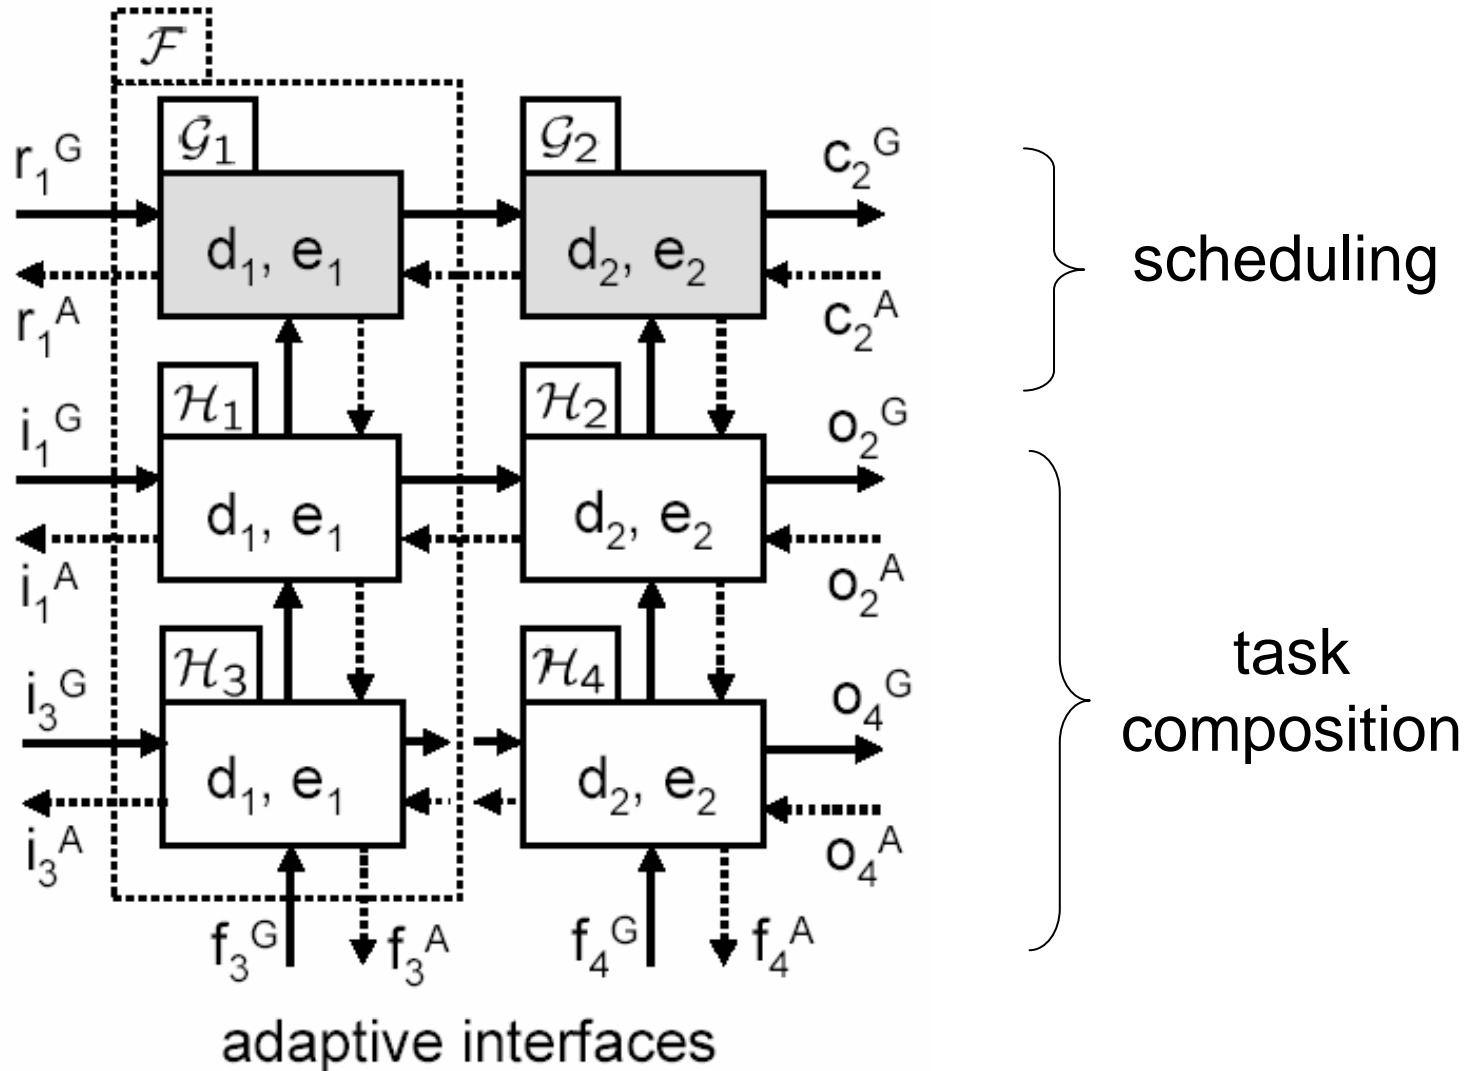 F
G₁ G₂
r₁ᴳ c₂ᴳ
d₁, e₁ d₂, e₂ scheduling
r₁ᴬ c₂ᴬ
H₁ H₂
i₁ᴳ o₂ᴳ
d₁, e₁ d₂, e₂
i₁ᴬ o₂ᴬ
H₃ H₄ task
i₃ᴳ o₄ᴳ composition
d₁, e₁ d₂, e₂
i₃ᴬ o₄ᴬ
f₃ᴳ f₃ᴬ f₄ᴳ f₄ᴬ
adaptive interfaces